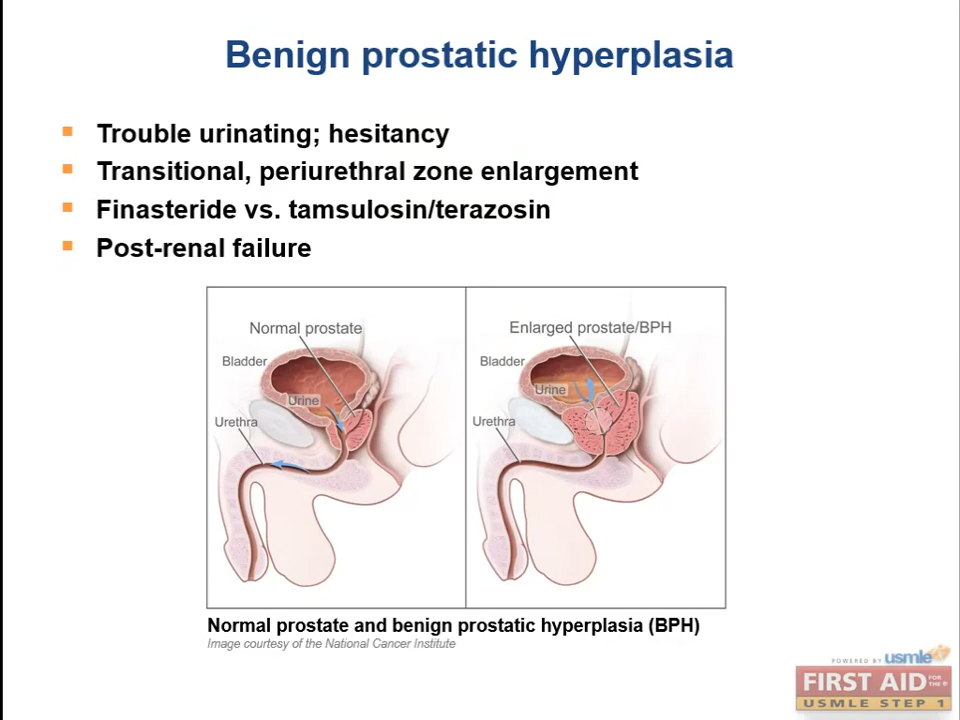 Benign prostatic hyperplasia
Trouble urinating; hesitancy
Transitional, periurethral zone enlargement
Finasteride vs. tamsulosin/terazosin
Post-renal failure
Normal prostate
Bladder
Urine
Urethra
Enlarged prostate/BPH
Bladder
Urine
Urethra
Normal prostate and benign prostatic hyperplasia (BPH)
Image courtesy of the National Cancer Institute
POWERED BY usmle
FIRST AID FOR THE ®
USMLE STEP 1